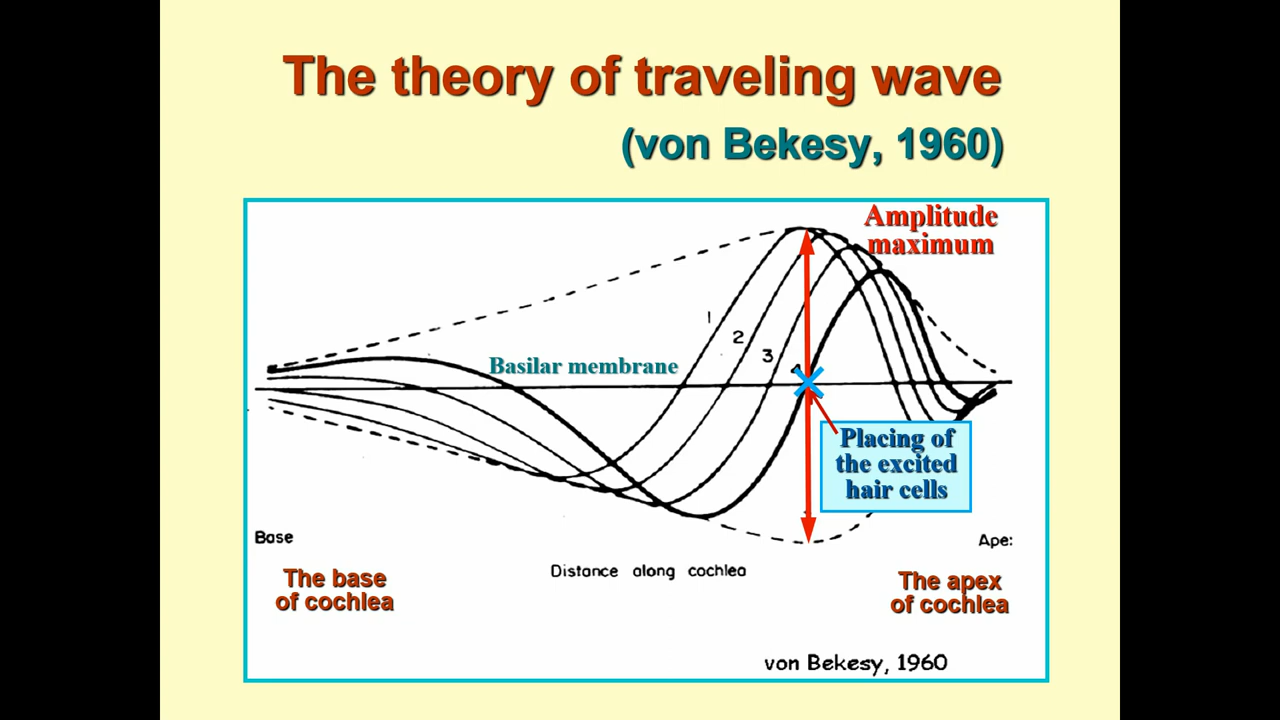 The theory of traveling wave
(von Bekesy, 1960)
Amplitude
maximum
1
2
3
4
Basilar membrane
Placing of
the excited
hair cells
Base
Ape:
Distance along cochlea
The base
of cochlea
The apex
of cochlea
von Bekesy, 1960